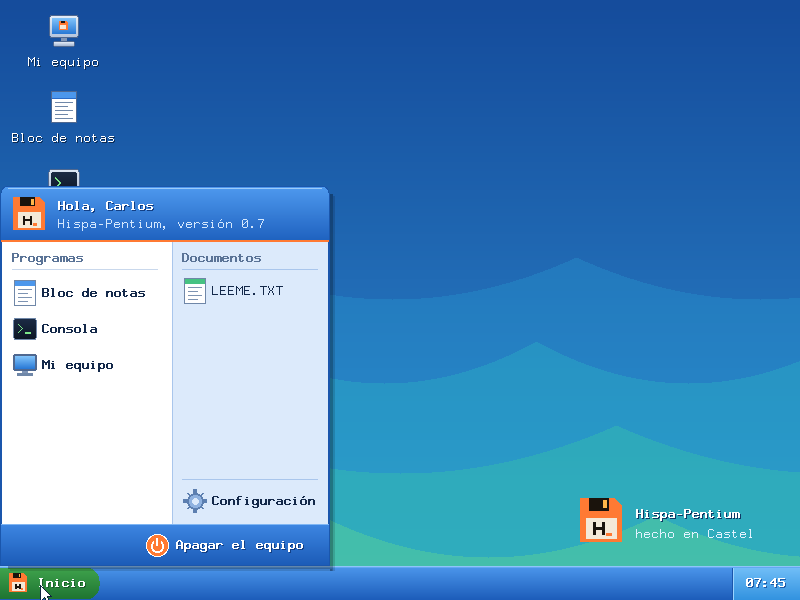 Mi equipo
Bloc de notas
H.
Hola, Carlos
Hispa-Pentium, versión 0.7
Programas
Documentos
Bloc de notas
LEEME.TXT
Consola
Mi equipo
Configuración
Apagar el equipo
H.
Hispa-Pentium
hecho en Castel
H.
Inicio
07:45